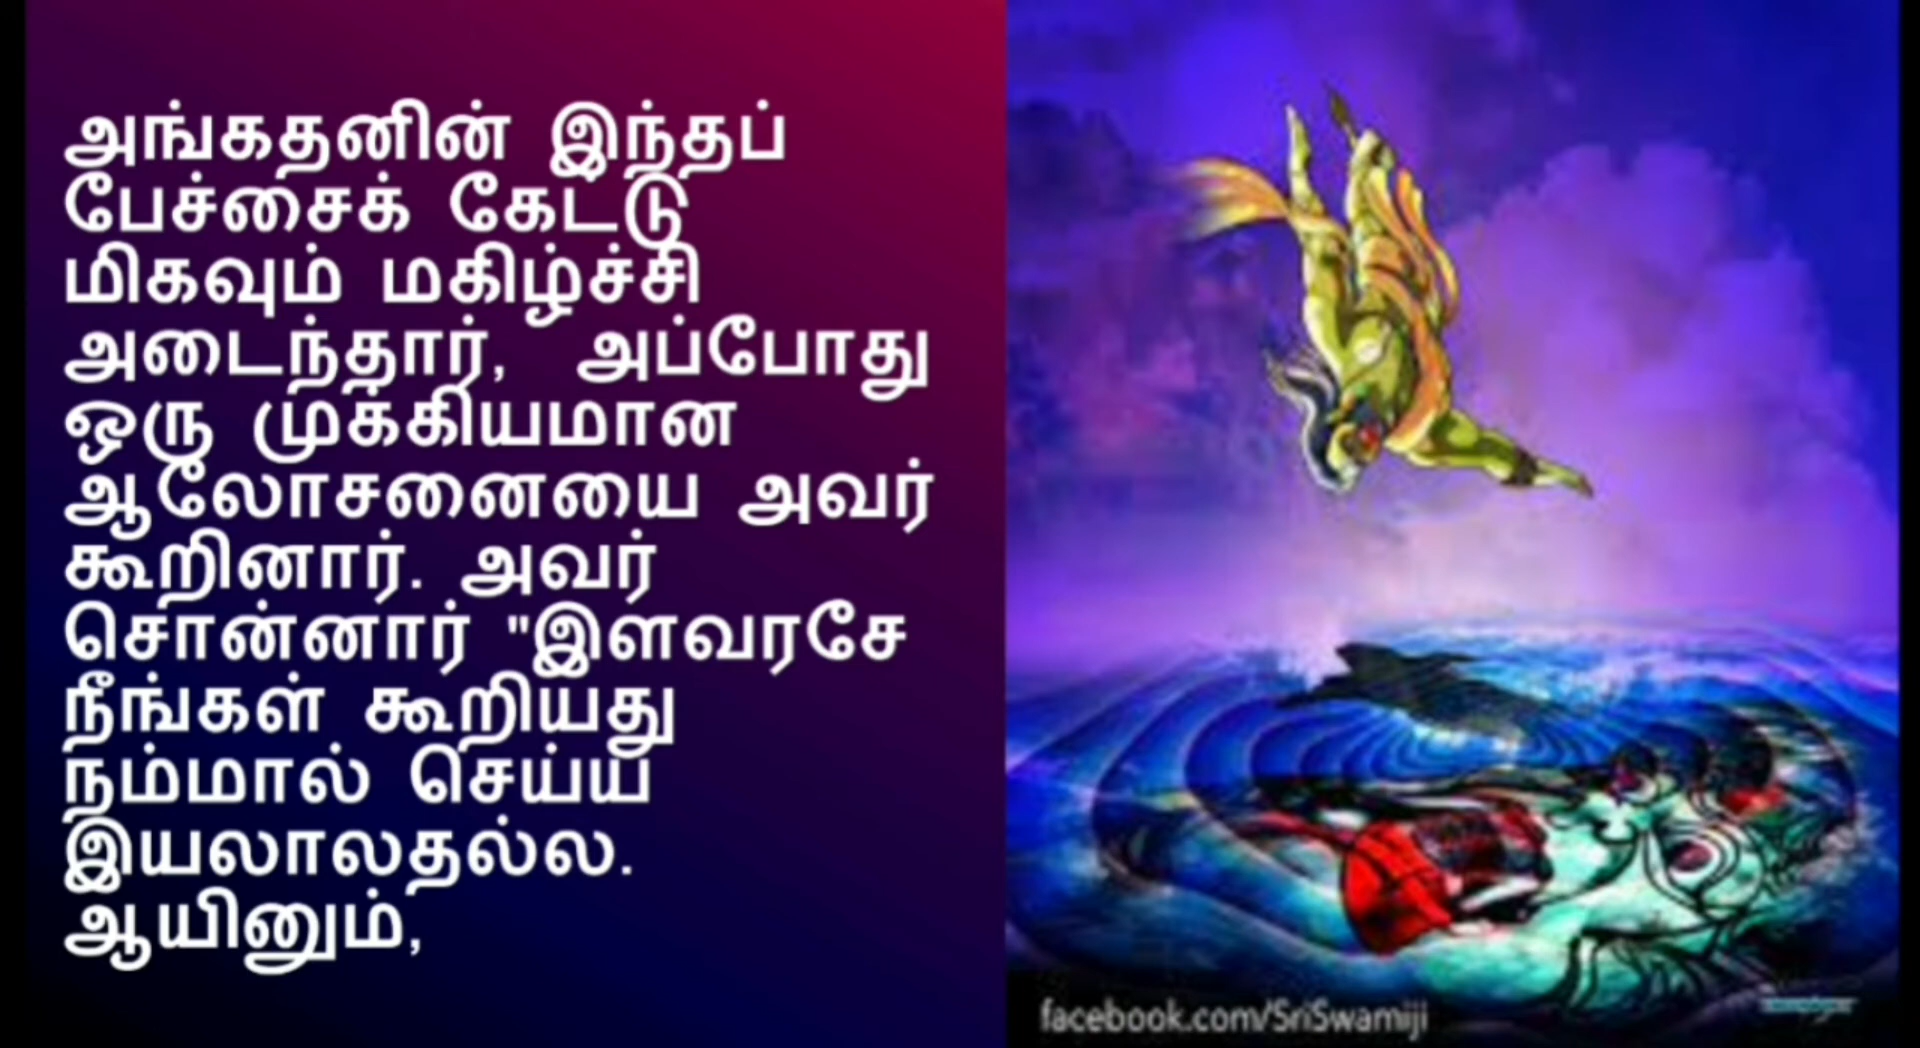 அங்கதனின் இந்தப்
பேச்சைக் கேட்டு
மிகவும் மகிழ்ச்சி
அடைந்தார், அப்போது
ஒரு முக்கியமான
ஆலோசனையை அவர்
கூறினார். அவர்
சொன்னார் "இளவரசே
நீங்கள் கூறியது
நம்மால் செய்ய
இயலாலதல்ல.
ஆயினும்,
facebook.com/SriSwamiji